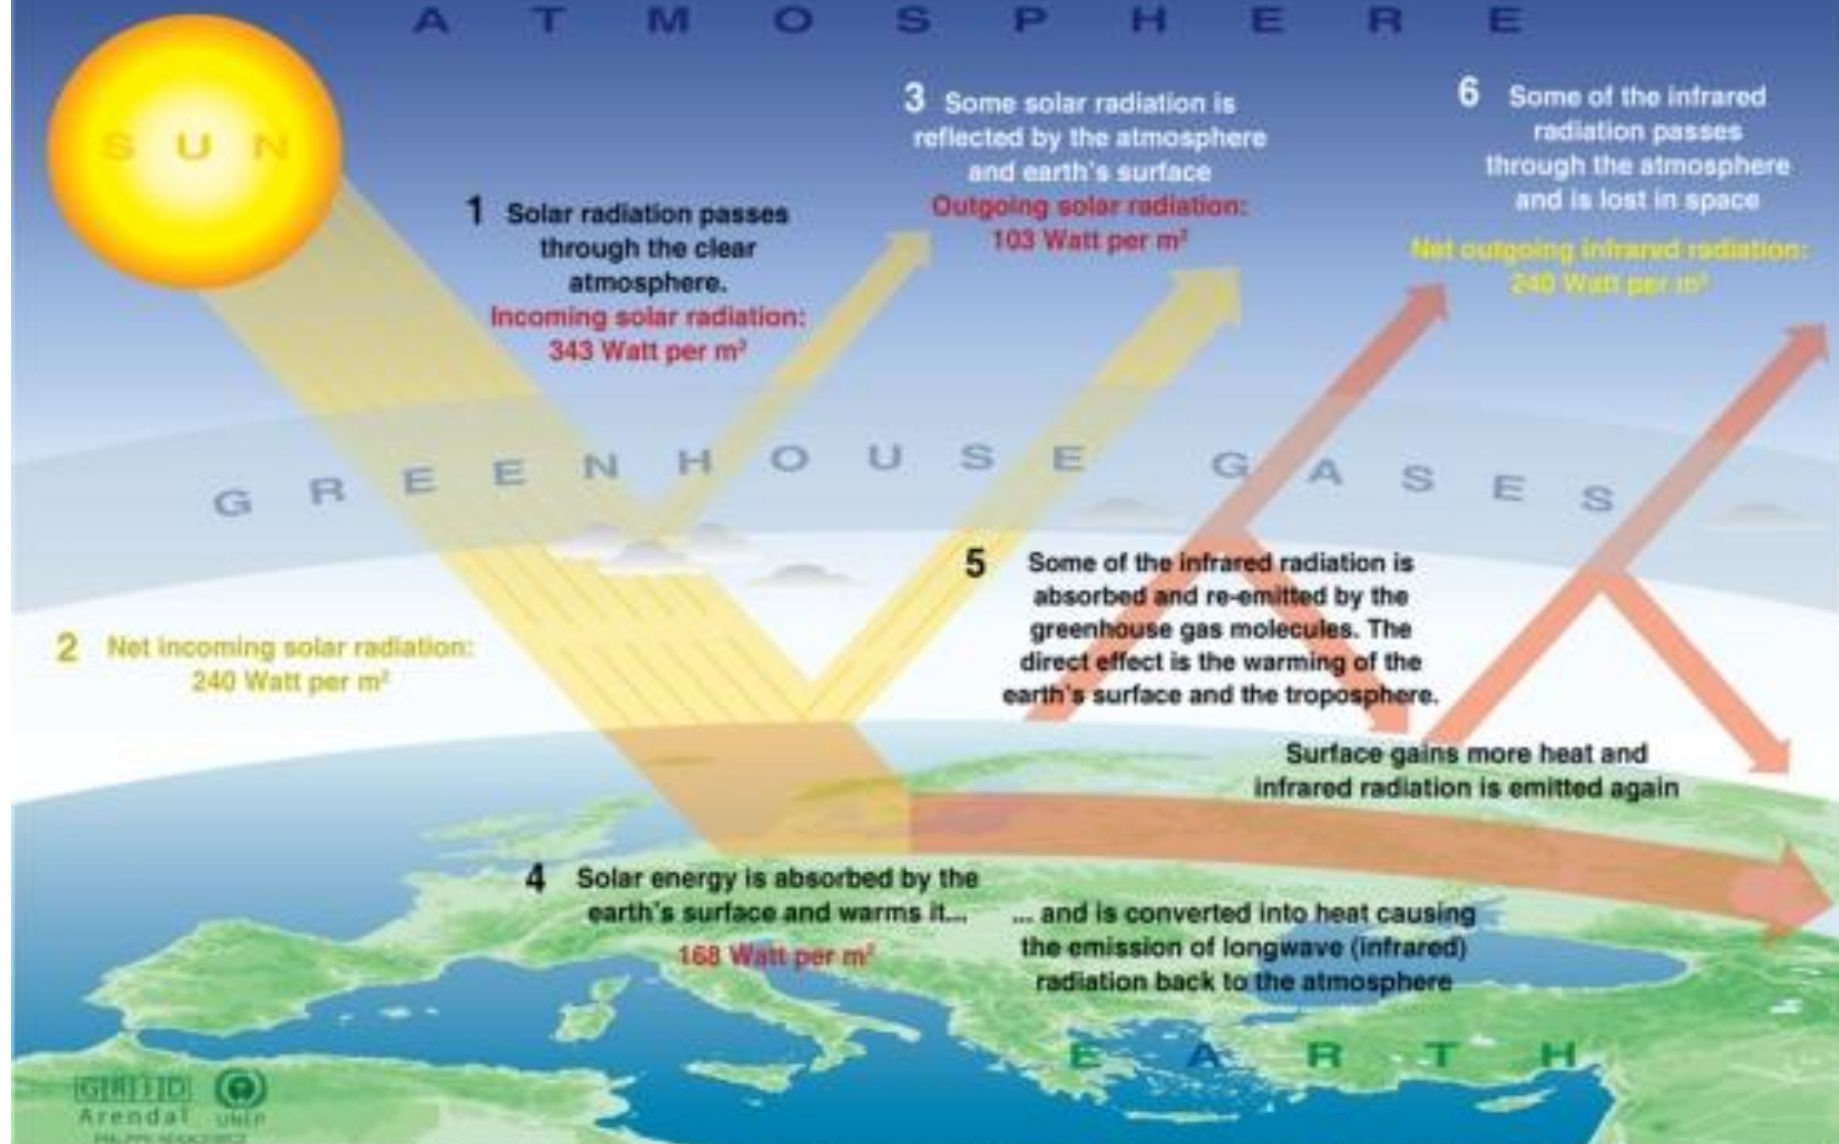 ATMOSPHERE
SUN
1 Solar radiation passes
through the clear
atmosphere.
Incoming solar radiation:
343 Watt per m²
2 Net incoming solar radiation:
240 Watt per m²
3 Some solar radiation is
reflected by the atmosphere
and earth's surface
Outgoing solar radiation:
103 Watt per m²
6 Some of the infrared
radiation passes
through the atmosphere
and is lost in space
Net outgoing infrared radiation:
240 Watt per m²
GREENHOUSE GASES
5 Some of the infrared radiation is
absorbed and re-emitted by the
greenhouse gas molecules. The
direct effect is the warming of the
earth's surface and the troposphere.
Surface gains more heat and
infrared radiation is emitted again
4 Solar energy is absorbed by the
earth's surface and warms it...
168 Watt per m²
... and is converted into heat causing
the emission of longwave (infrared)
radiation back to the atmosphere
EARTH
GRID
Arendal
UNEP